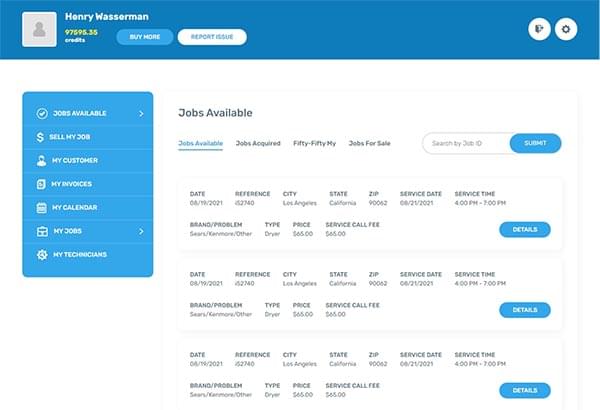 Henry Wasserman
97595.35
credits
BUY MORE REPORT ISSUE
JOBS AVAILABLE
SELL MY JOB
MY CUSTOMER
MY INVOICES
MY CALENDAR
MY JOBS
MY TECHNICIANS
Jobs Available
Jobs Available Jobs Acquired Fifty-Fifty My Jobs For Sale Search by Job ID SUBMIT
DATE REFERENCE CITY STATE ZIP SERVICE DATE SERVICE TIME
08/19/2021 i52740 Los Angeles California 90062 08/21/2021 4:00 PM - 7:00 PM
BRAND/PROBLEM TYPE PRICE SERVICE CALL FEE
Sears/Kenmore/Other Dryer $65.00 $65.00 DETAILS
DATE REFERENCE CITY STATE ZIP SERVICE DATE SERVICE TIME
08/19/2021 i52740 Los Angeles California 90062 08/21/2021 4:00 PM - 7:00 PM
BRAND/PROBLEM TYPE PRICE SERVICE CALL FEE
Sears/Kenmore/Other Dryer $65.00 $65.00 DETAILS
DATE REFERENCE CITY STATE ZIP SERVICE DATE SERVICE TIME
08/19/2021 i52740 Los Angeles California 90062 08/21/2021 4:00 PM - 7:00 PM
BRAND/PROBLEM TYPE PRICE SERVICE CALL FEE
Sears/Kenmore/Other Dryer $65.00 $65.00 DETAILS